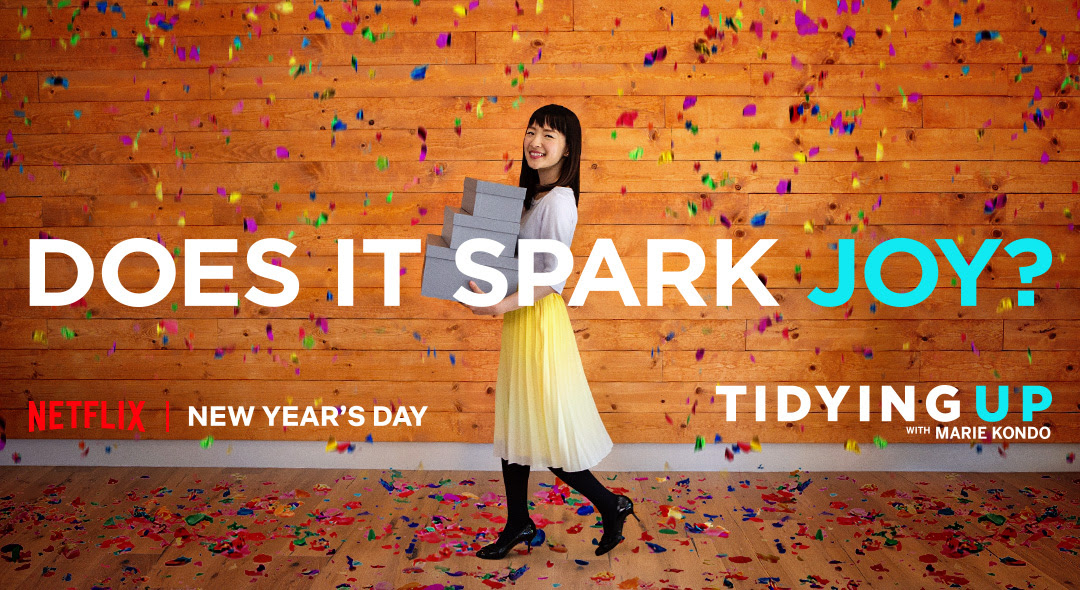 DOES IT SPARK JOY?
NETFLIX | NEW YEAR'S DAY
TIDYING UP
WITH MARIE KONDO